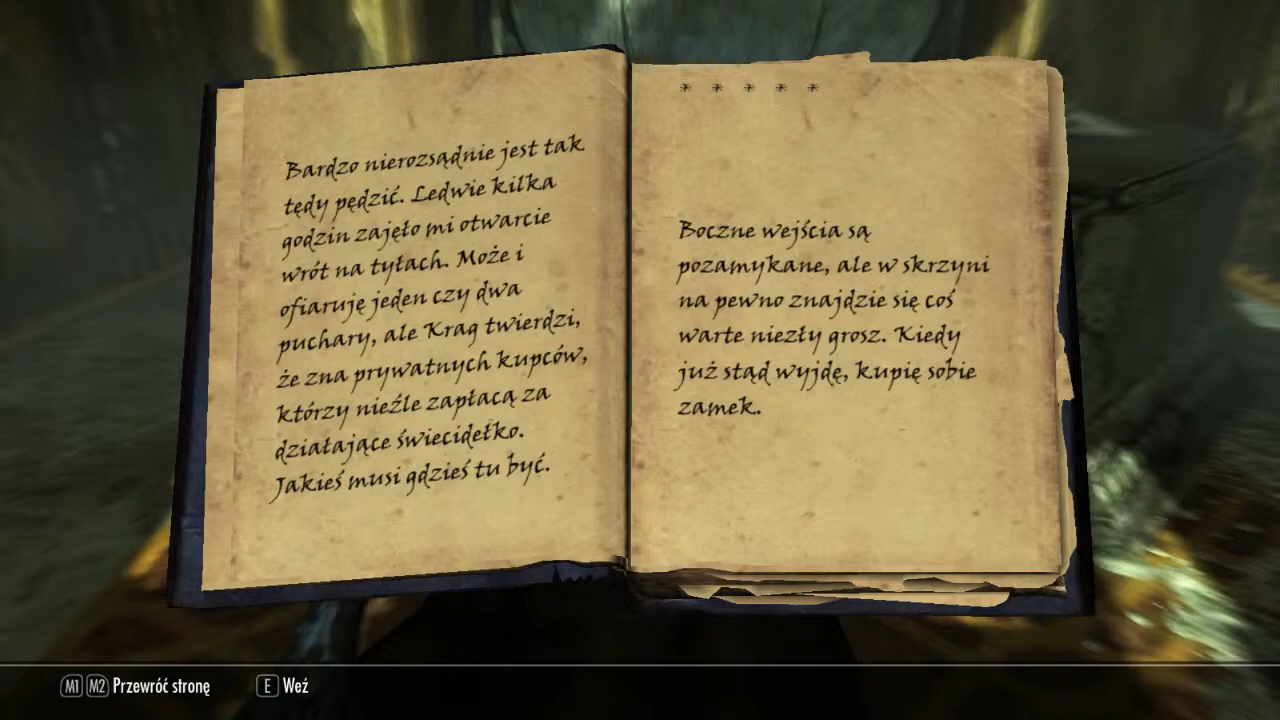 Bardzo nierozsądnie jest tak
tędy pędzić. Ledwie kilka
godzin zajęło mi otwarcie
wrót na tyłach. Może i
ofiaruję jeden czy dwa
puchary, ale Krag twierdzi,
że zna prywatnych kupców,
którzy nieźle zapłacą za
działające świecidełko.
Jakieś musi gdzieś tu być.
* * * * *
Boczne wejścia są
pozamykane, ale w skrzyni
na pewno znajdzie się coś
warte niezły grosz. Kiedy
już stąd wyjdę, kupię sobie
zamek.
M1 M2 Przewróć stronę E Weź